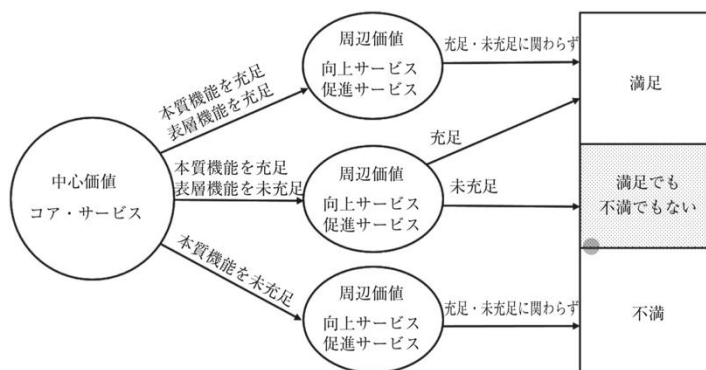 中心価値
コア・サービス
本質機能を充足
表層機能を充足
周辺価値
向上サービス
促進サービス
充足・未充足に関わらず
満足
本質機能を充足
表層機能を未充足
周辺価値
向上サービス
促進サービス
充足
未充足
満足でも
不満でもない
本質機能を未充足
周辺価値
向上サービス
促進サービス
充足・未充足に関わらず
不満